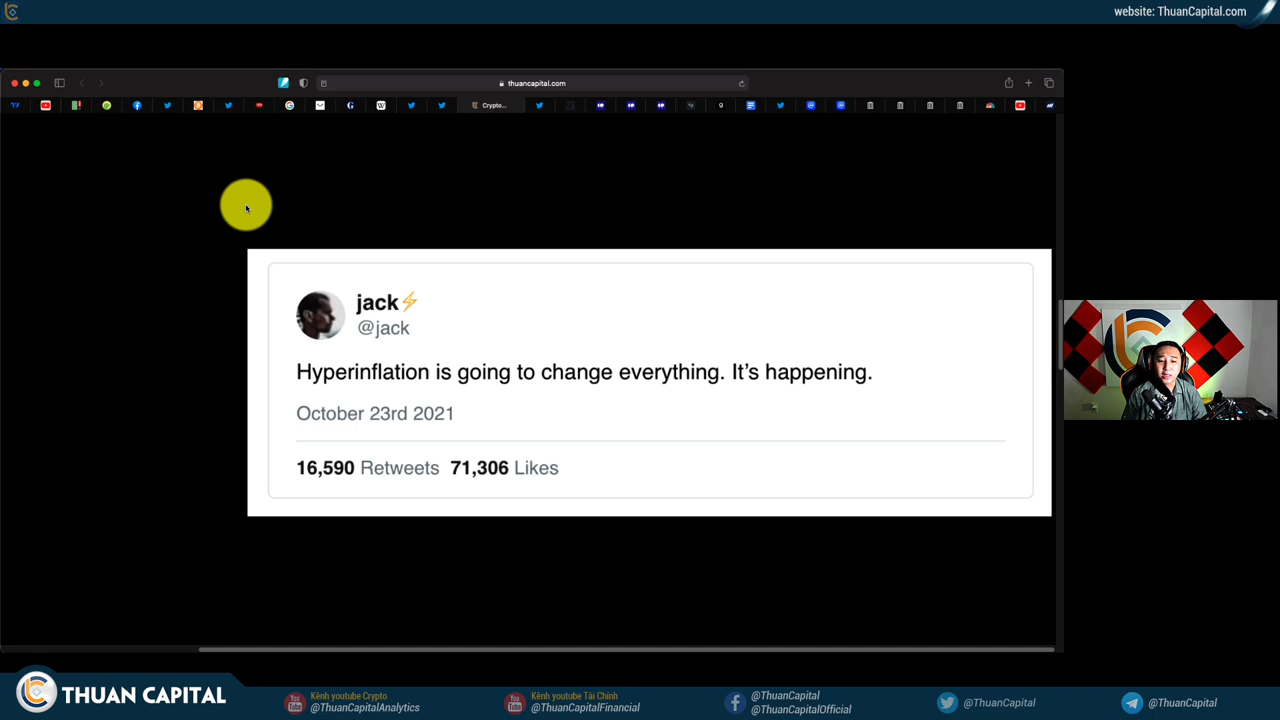 website: ThuanCapital.com
thuancapital.com
Crypto...
jack⚡
@jack
Hyperinflation is going to change everything. It’s happening.
October 23rd 2021
16,590 Retweets 71,306 Likes
THUAN CAPITAL
Kênh youtube Crypto
@ThuanCapitalAnalytics
Kênh youtube Tài Chính
@ThuanCapitalFinancial
@ThuanCapital
@ThuanCapitalOfficial
@ThuanCapital
@ThuanCapital